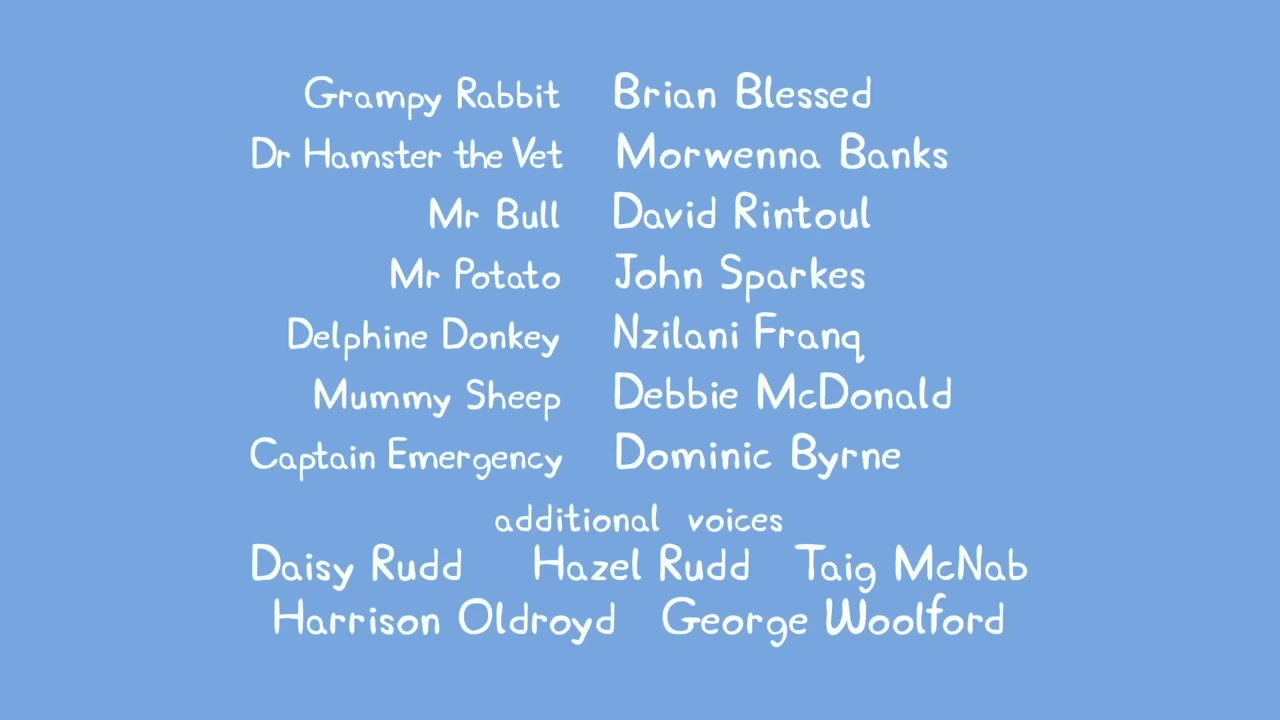 Grampy Rabbit Brian Blessed
Dr Hamster the Vet Morwenna Banks
Mr Bull David Rintoul
Mr Potato John Sparkes
Delphine Donkey Nzilani Franq
Mummy Sheep Debbie McDonald
Captain Emergency Dominic Byrne
additional voices
Daisy Rudd Hazel Rudd Taig McNab
Harrison Oldroyd George Woolford